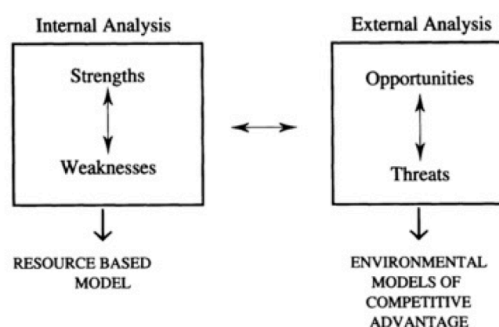 Internal Analysis
Strengths
Weaknesses
RESOURCE BASED
MODEL
External Analysis
Opportunities
Threats
ENVIRONMENTAL
MODELS OF
COMPETITIVE
ADVANTAGE